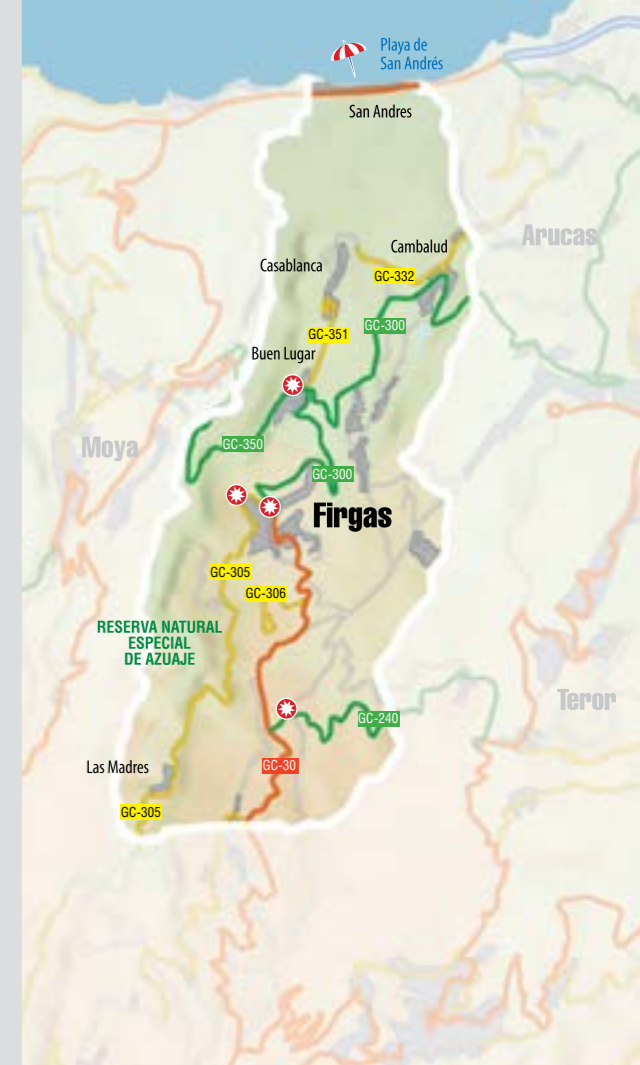 Playa de
San Andrés
San Andres
Arucas
Cambalud
Casablanca
GC-332
GC-300
GC-351
Buen Lugar
Moya
GC-350
GC-300
Firgas
GC-305
GC-306
RESERVA NATURAL
ESPECIAL
DE AZUAJE
Teror
GC-240
Las Madres
GC-30
GC-305